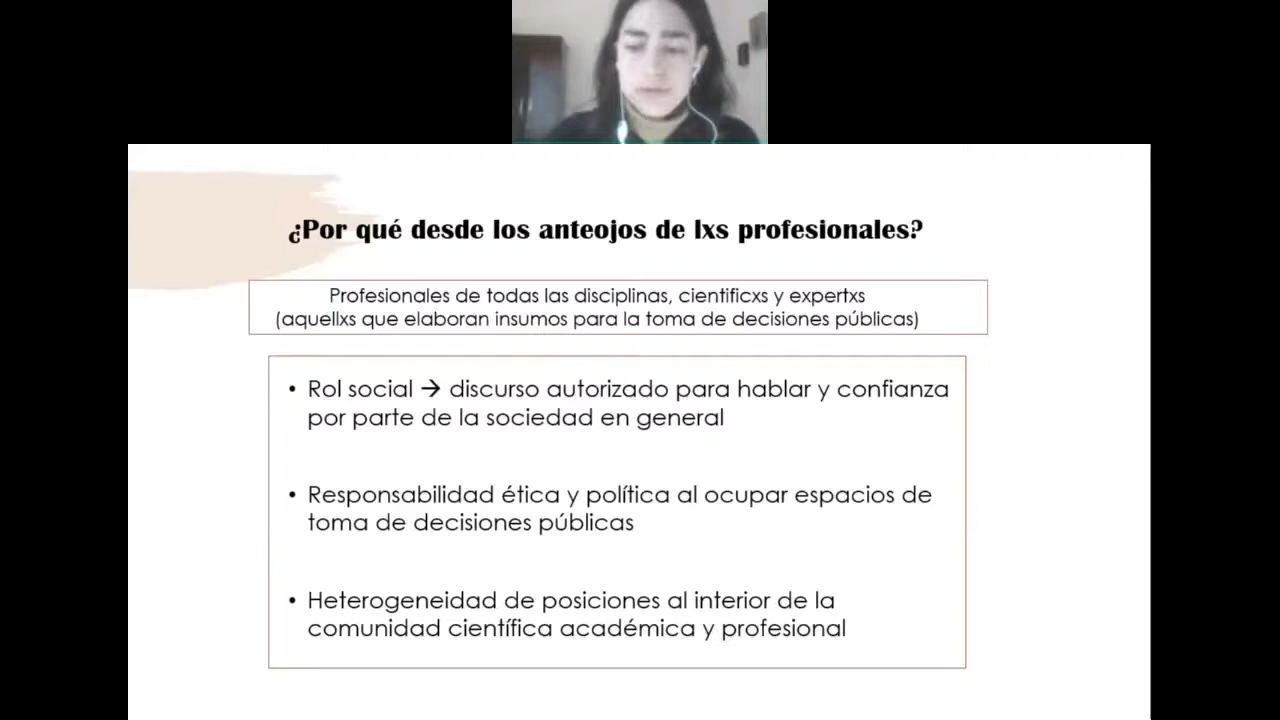 ¿Por qué desde los anteojos de lxs profesionales?
Profesionales de todas las disciplinas, cientificxs y expertxs
(aquellxs que elaboran insumos para la toma de decisiones públicas)
• Rol social → discurso autorizado para hablar y confianza
por parte de la sociedad en general
• Responsabilidad ética y política al ocupar espacios de
toma de decisiones públicas
• Heterogeneidad de posiciones al interior de la
comunidad científica académica y profesional